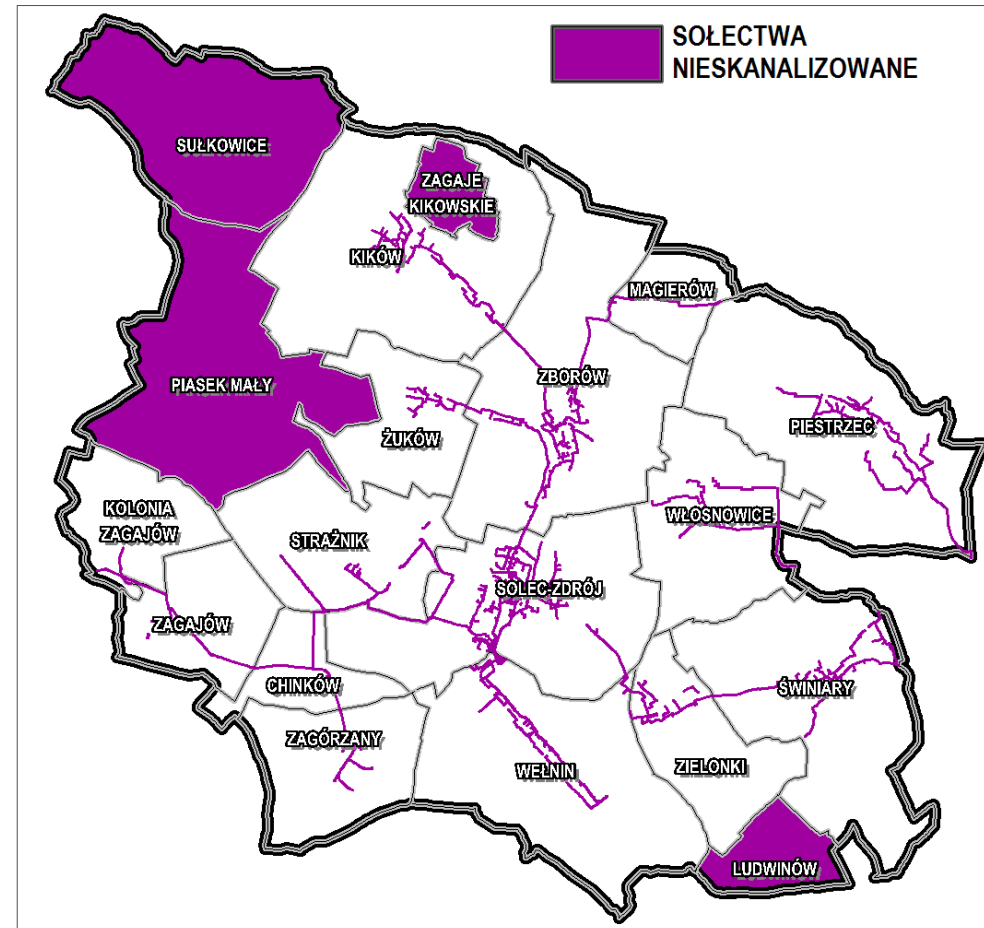 SOŁECTWA
NIESKANALIZOWANE
SUŁKOWICE
ZAGAJE
KIKOWSKIE
KIKÓW
MAGIERÓW
ZBORÓW
PIASEK MAŁY
ŻUKÓW
PIESTRZEC
KOLONIA
ZAGAJÓW
STRAŻNIK
WŁOSNOWICE
SOLEC-ZDRÓJ
ZAGAJÓW
CHINKÓW
ŚWINIARY
ZAGÓRZANY
WEŁNIN
ZIELONKI
LUDWINÓW